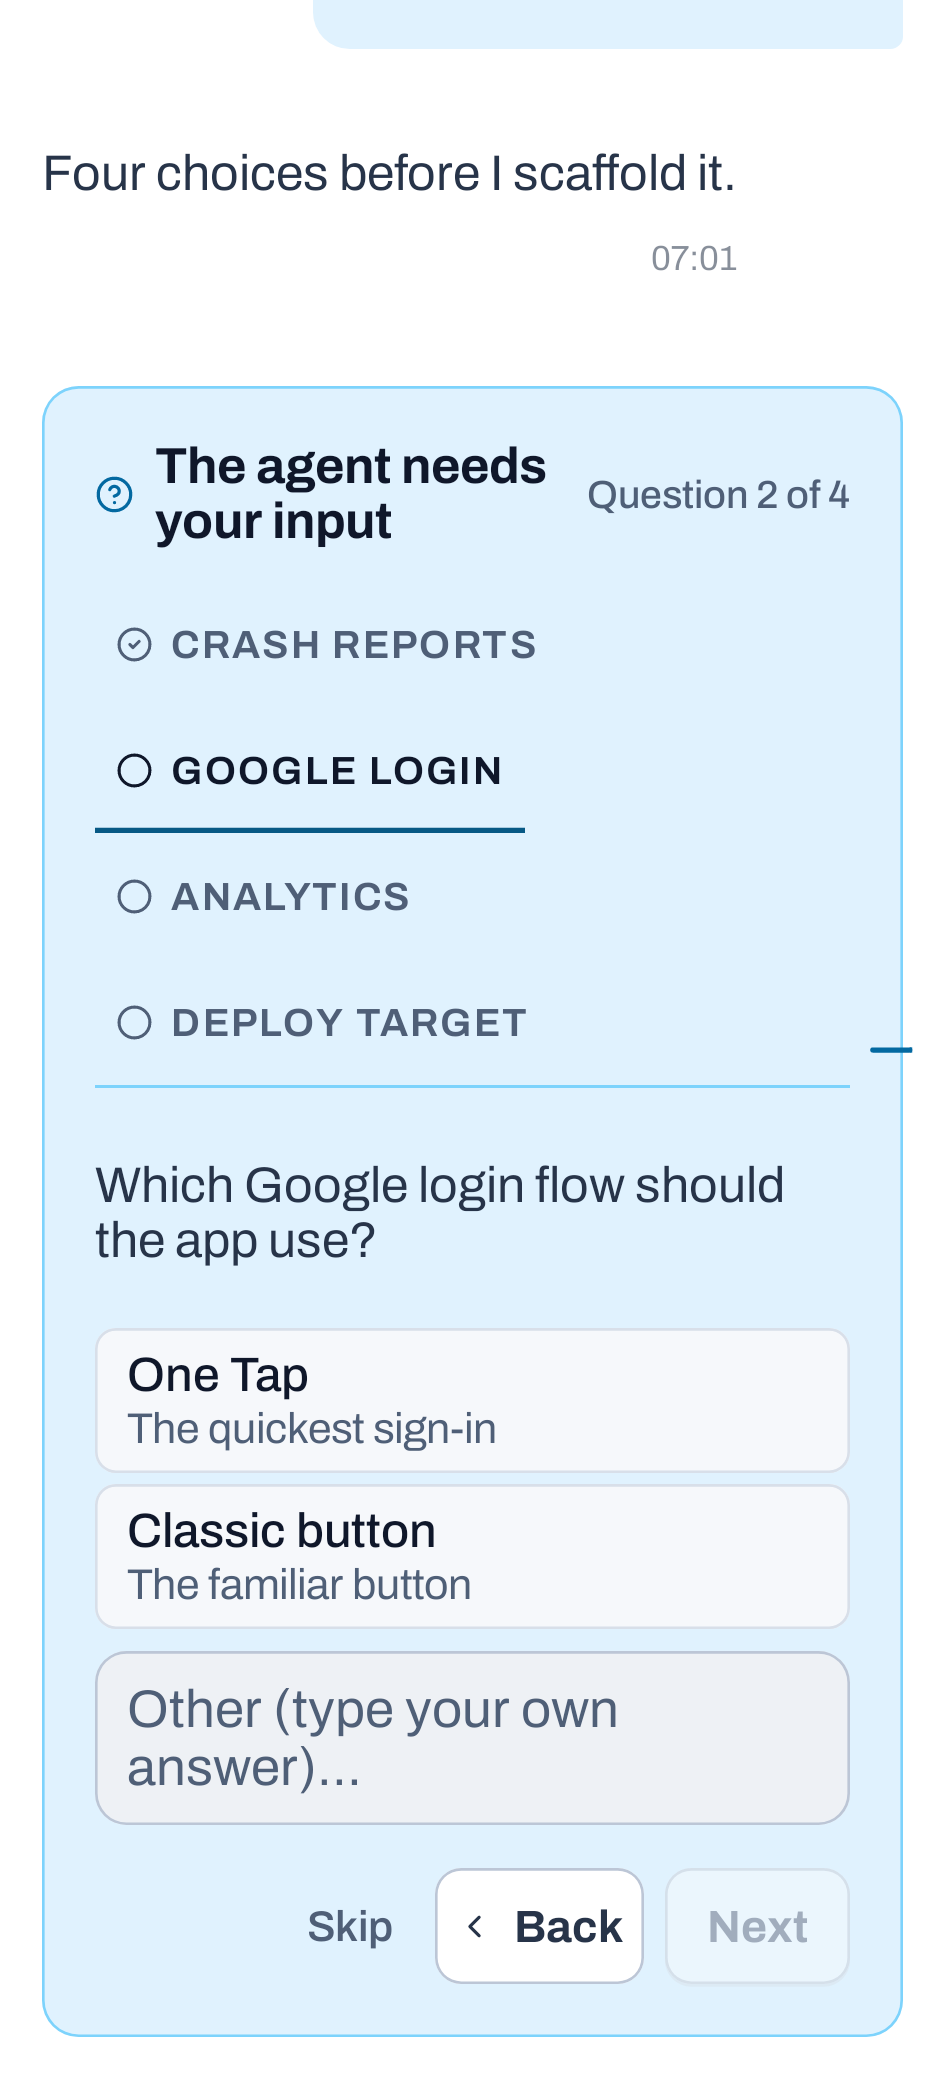 Four choices before I scaffold it.
07:01
The agent needs
your input
Question 2 of 4
CRASH REPORTS
GOOGLE LOGIN
ANALYTICS
DEPLOY TARGET
Which Google login flow should
the app use?
One Tap
The quickest sign-in
Classic button
The familiar button
Other (type your own
answer)...
Skip
Back
Next